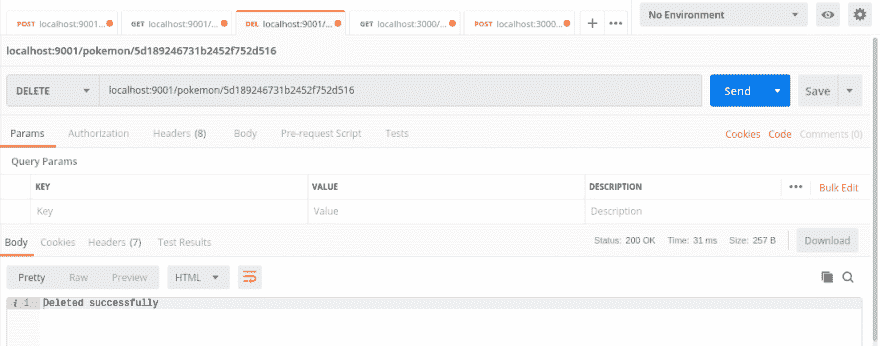 POST localhost:9001... GET localhost:9001/... DEL localhost:9001/... GET localhost:3000/... POST localhost:3000... + ••• No Environment
localhost:9001/pokemon/5d189246731b2452f752d516
DELETE localhost:9001/pokemon/5d189246731b2452f752d516 Send Save
Params Authorization Headers (8) Body Pre-request Script Tests Cookies Code Comments (0)
Query Params
KEY VALUE DESCRIPTION ••• Bulk Edit
Key Value Description
Body Cookies Headers (7) Test Results Status: 200 OK Time: 31 ms Size: 257 B Download
Pretty Raw Preview HTML
i 1 Deleted successfully